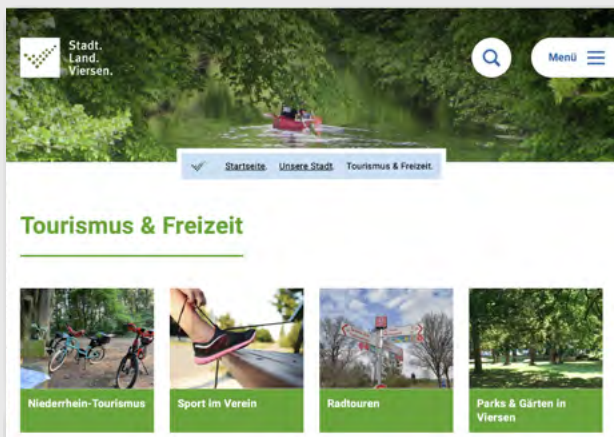 Stadt.
Land.
Viersen.
Menü
Startseite. Unsere Stadt. Tourismus & Freizeit.
Tourismus & Freizeit
Niederrhein-Tourismus
Sport im Verein
Radtouren
Parks & Gärten in
Viersen